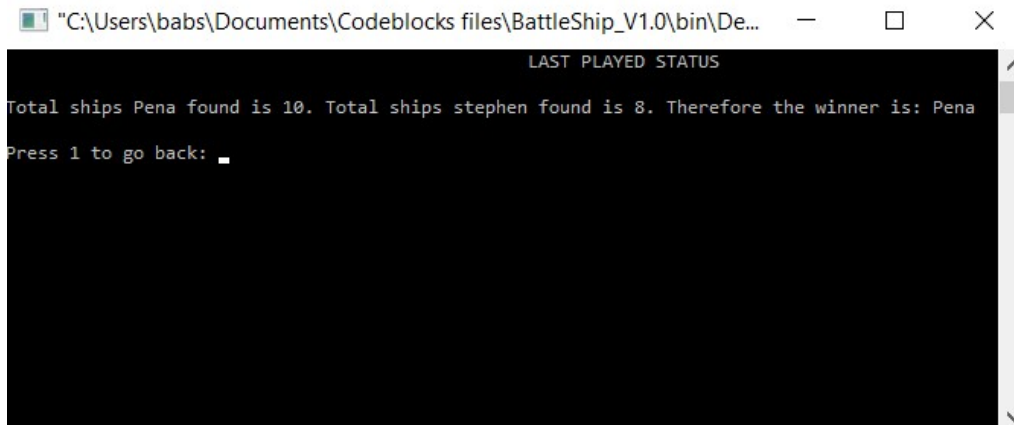 "C:\Users\babs\Documents\Codeblocks files\BattleShip_V1.0\bin\De...
LAST PLAYED STATUS
Total ships Pena found is 10. Total ships stephen found is 8. Therefore the winner is: Pena
Press 1 to go back: